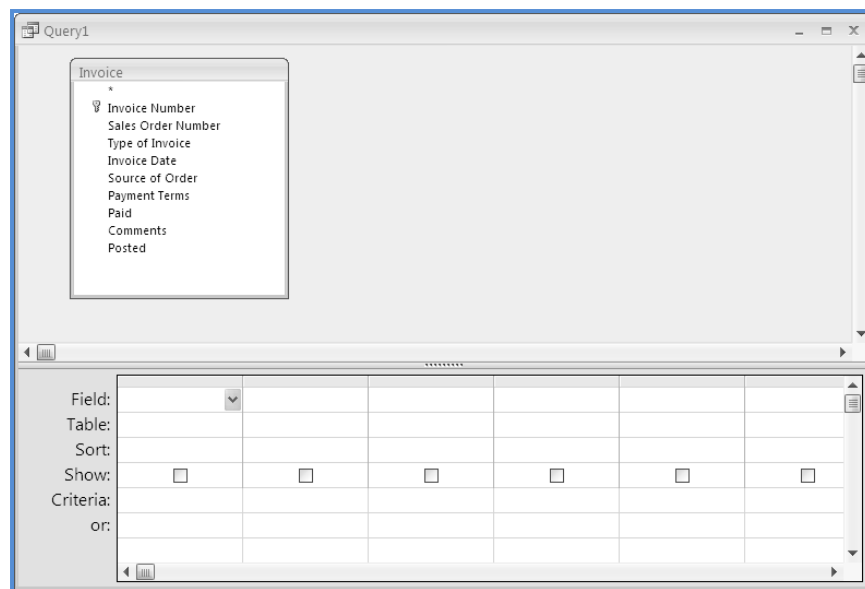 Query1
Invoice
*
Invoice Number
Sales Order Number
Type of Invoice
Invoice Date
Source of Order
Payment Terms
Paid
Comments
Posted
Field:
Table:
Sort:
Show:
Criteria:
or: